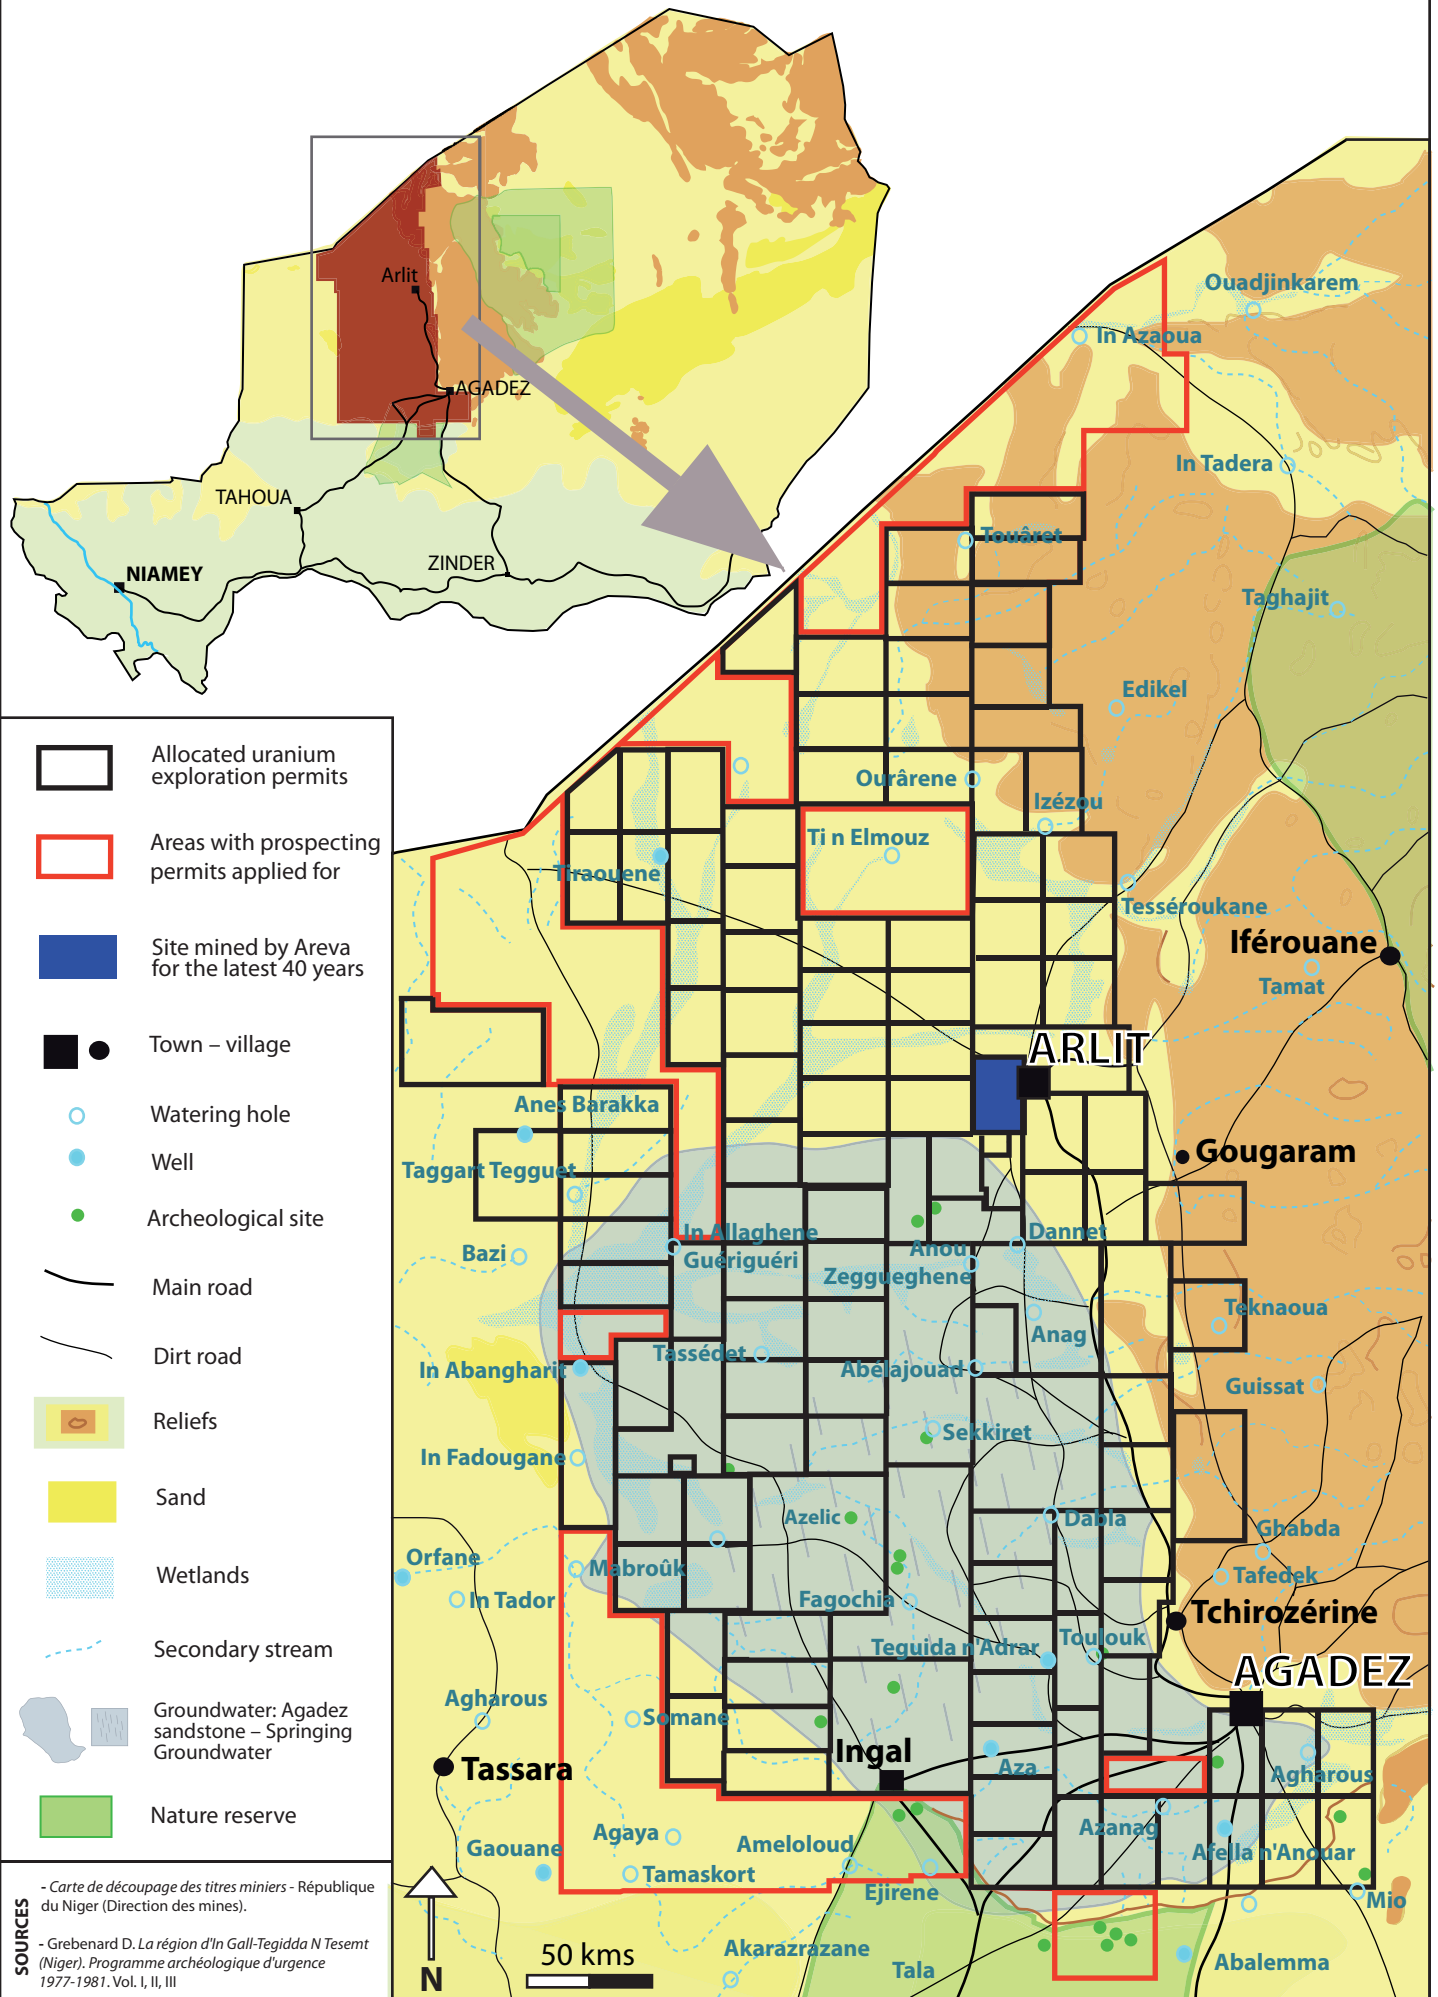 Arlit
AGADEZ
TAHOUA
ZINDER
NIAMEY
Allocated uranium
exploration permits
Areas with prospecting
permits applied for
Site mined by Areva
for the latest 40 years
Town – village
Watering hole
Well
Archeological site
Main road
Dirt road
Reliefs
Sand
Wetlands
Secondary stream
Groundwater: Agadez
sandstone – Springing
Groundwater
Nature reserve
SOURCES
- Carte de découpage des titres miniers - République
du Niger (Direction des mines).
- Grebenard D. La région d'In Gall-Tegidda N Tesemt
(Niger). Programme archéologique d'urgence
1977-1981. Vol. I, II, III
Ouadjinkarem
In Azaoua
In Tadera
Touâret
Taghajit
Edikel
Ourârene
Izézou
Ti n Elmouz
Tiraouene
Tesséroukane
Iférouane
Tamat
ARLIT
Anes Barakka
Gougaram
Taggart Tegguet
In Allaghene
Dannet
Bazi
Guériguéri
Anou
Zeggueghene
Teknaoua
Anag
Tassédet
In Abangharit
Abélajouad
Guissat
Sekkiret
In Fadougane
Azelic
Dabla
Ghabda
Orfane
Mabroûk
Tafedek
In Tador
Fagochia
Tchirozérine
Teguida n'Adrar
Toulouk
AGADEZ
Agharous
Somane
Ingal
Tassara
Aza
Agharous
Agaya
Azanag
Gaouane
Ameloloud
Afella n'Anouar
Tamaskort
Ejirene
Mio
Akarazrazane
Tala
Abalemma
50 kms
N